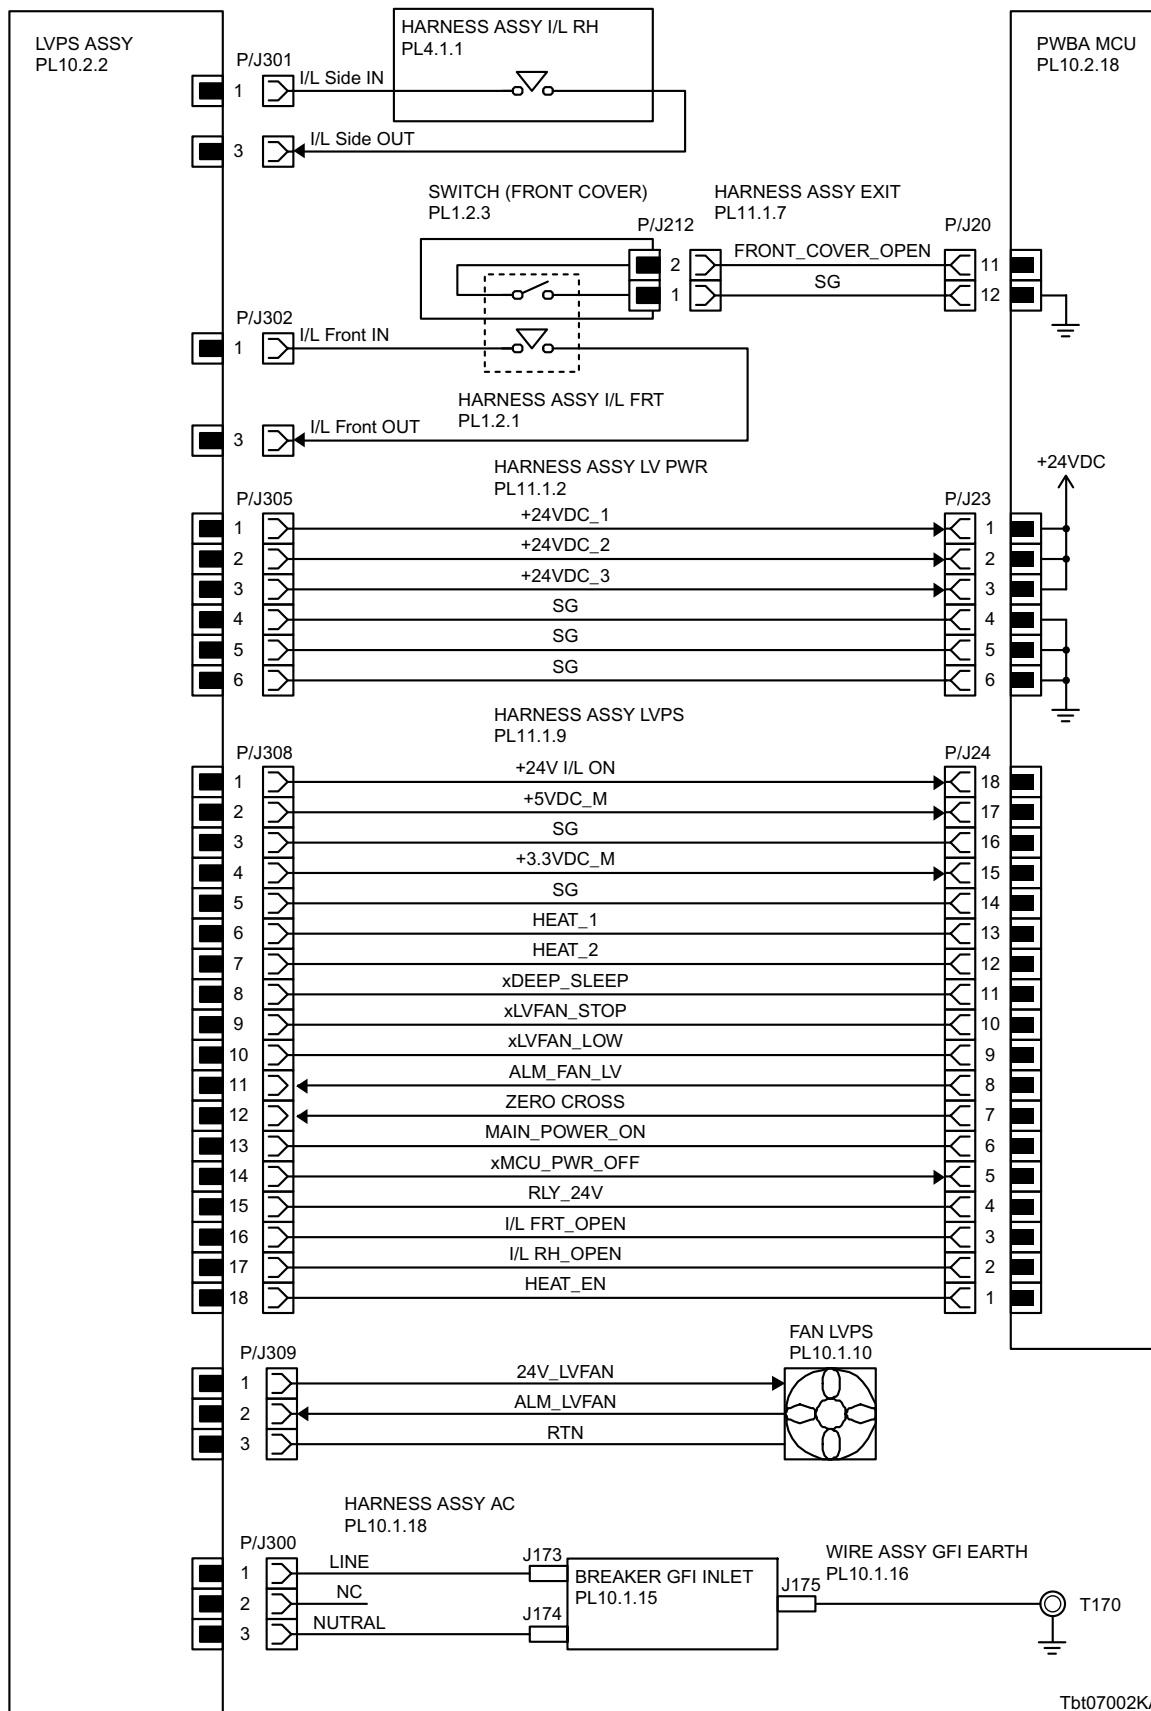 LVPS ASSY
PL10.2.2
HARNESS ASSY I/L RH
PL4.1.1
PWBA MCU
PL10.2.18
P/J301
1
I/L Side IN
3
I/L Side OUT
SWITCH (FRONT COVER)
PL1.2.3
HARNESS ASSY EXIT
PL11.1.7
P/J212
P/J20
2
FRONT_COVER_OPEN
11
1
SG
12
P/J302
1
I/L Front IN
HARNESS ASSY I/L FRT
PL1.2.1
3
I/L Front OUT
HARNESS ASSY LV PWR
PL11.1.2
+24VDC
P/J305
P/J23
1
+24VDC_1
1
2
+24VDC_2
2
3
+24VDC_3
3
4
SG
4
5
SG
5
6
SG
6
HARNESS ASSY LVPS
PL11.1.9
P/J308
P/J24
1
+24V I/L ON
18
2
+5VDC_M
17
3
SG
16
4
+3.3VDC_M
15
5
SG
14
6
HEAT_1
13
7
HEAT_2
12
8
xDEEP_SLEEP
11
9
xLVFAN_STOP
10
10
xLVFAN_LOW
9
11
ALM_FAN_LV
8
12
ZERO CROSS
7
13
MAIN_POWER_ON
6
14
xMCU_PWR_OFF
5
15
RLY_24V
4
16
I/L FRT_OPEN
3
17
I/L RH_OPEN
2
18
HEAT_EN
1
FAN LVPS
PL10.1.10
P/J309
1
24V_LVFAN
2
ALM_LVFAN
3
RTN
HARNESS ASSY AC
PL10.1.18
P/J300
1
LINE
J173
2
NC
3
NUTRAL
J174
BREAKER GFI INLET
PL10.1.15
J175
WIRE ASSY GFI EARTH
PL10.1.16
T170
Tbt07002KA